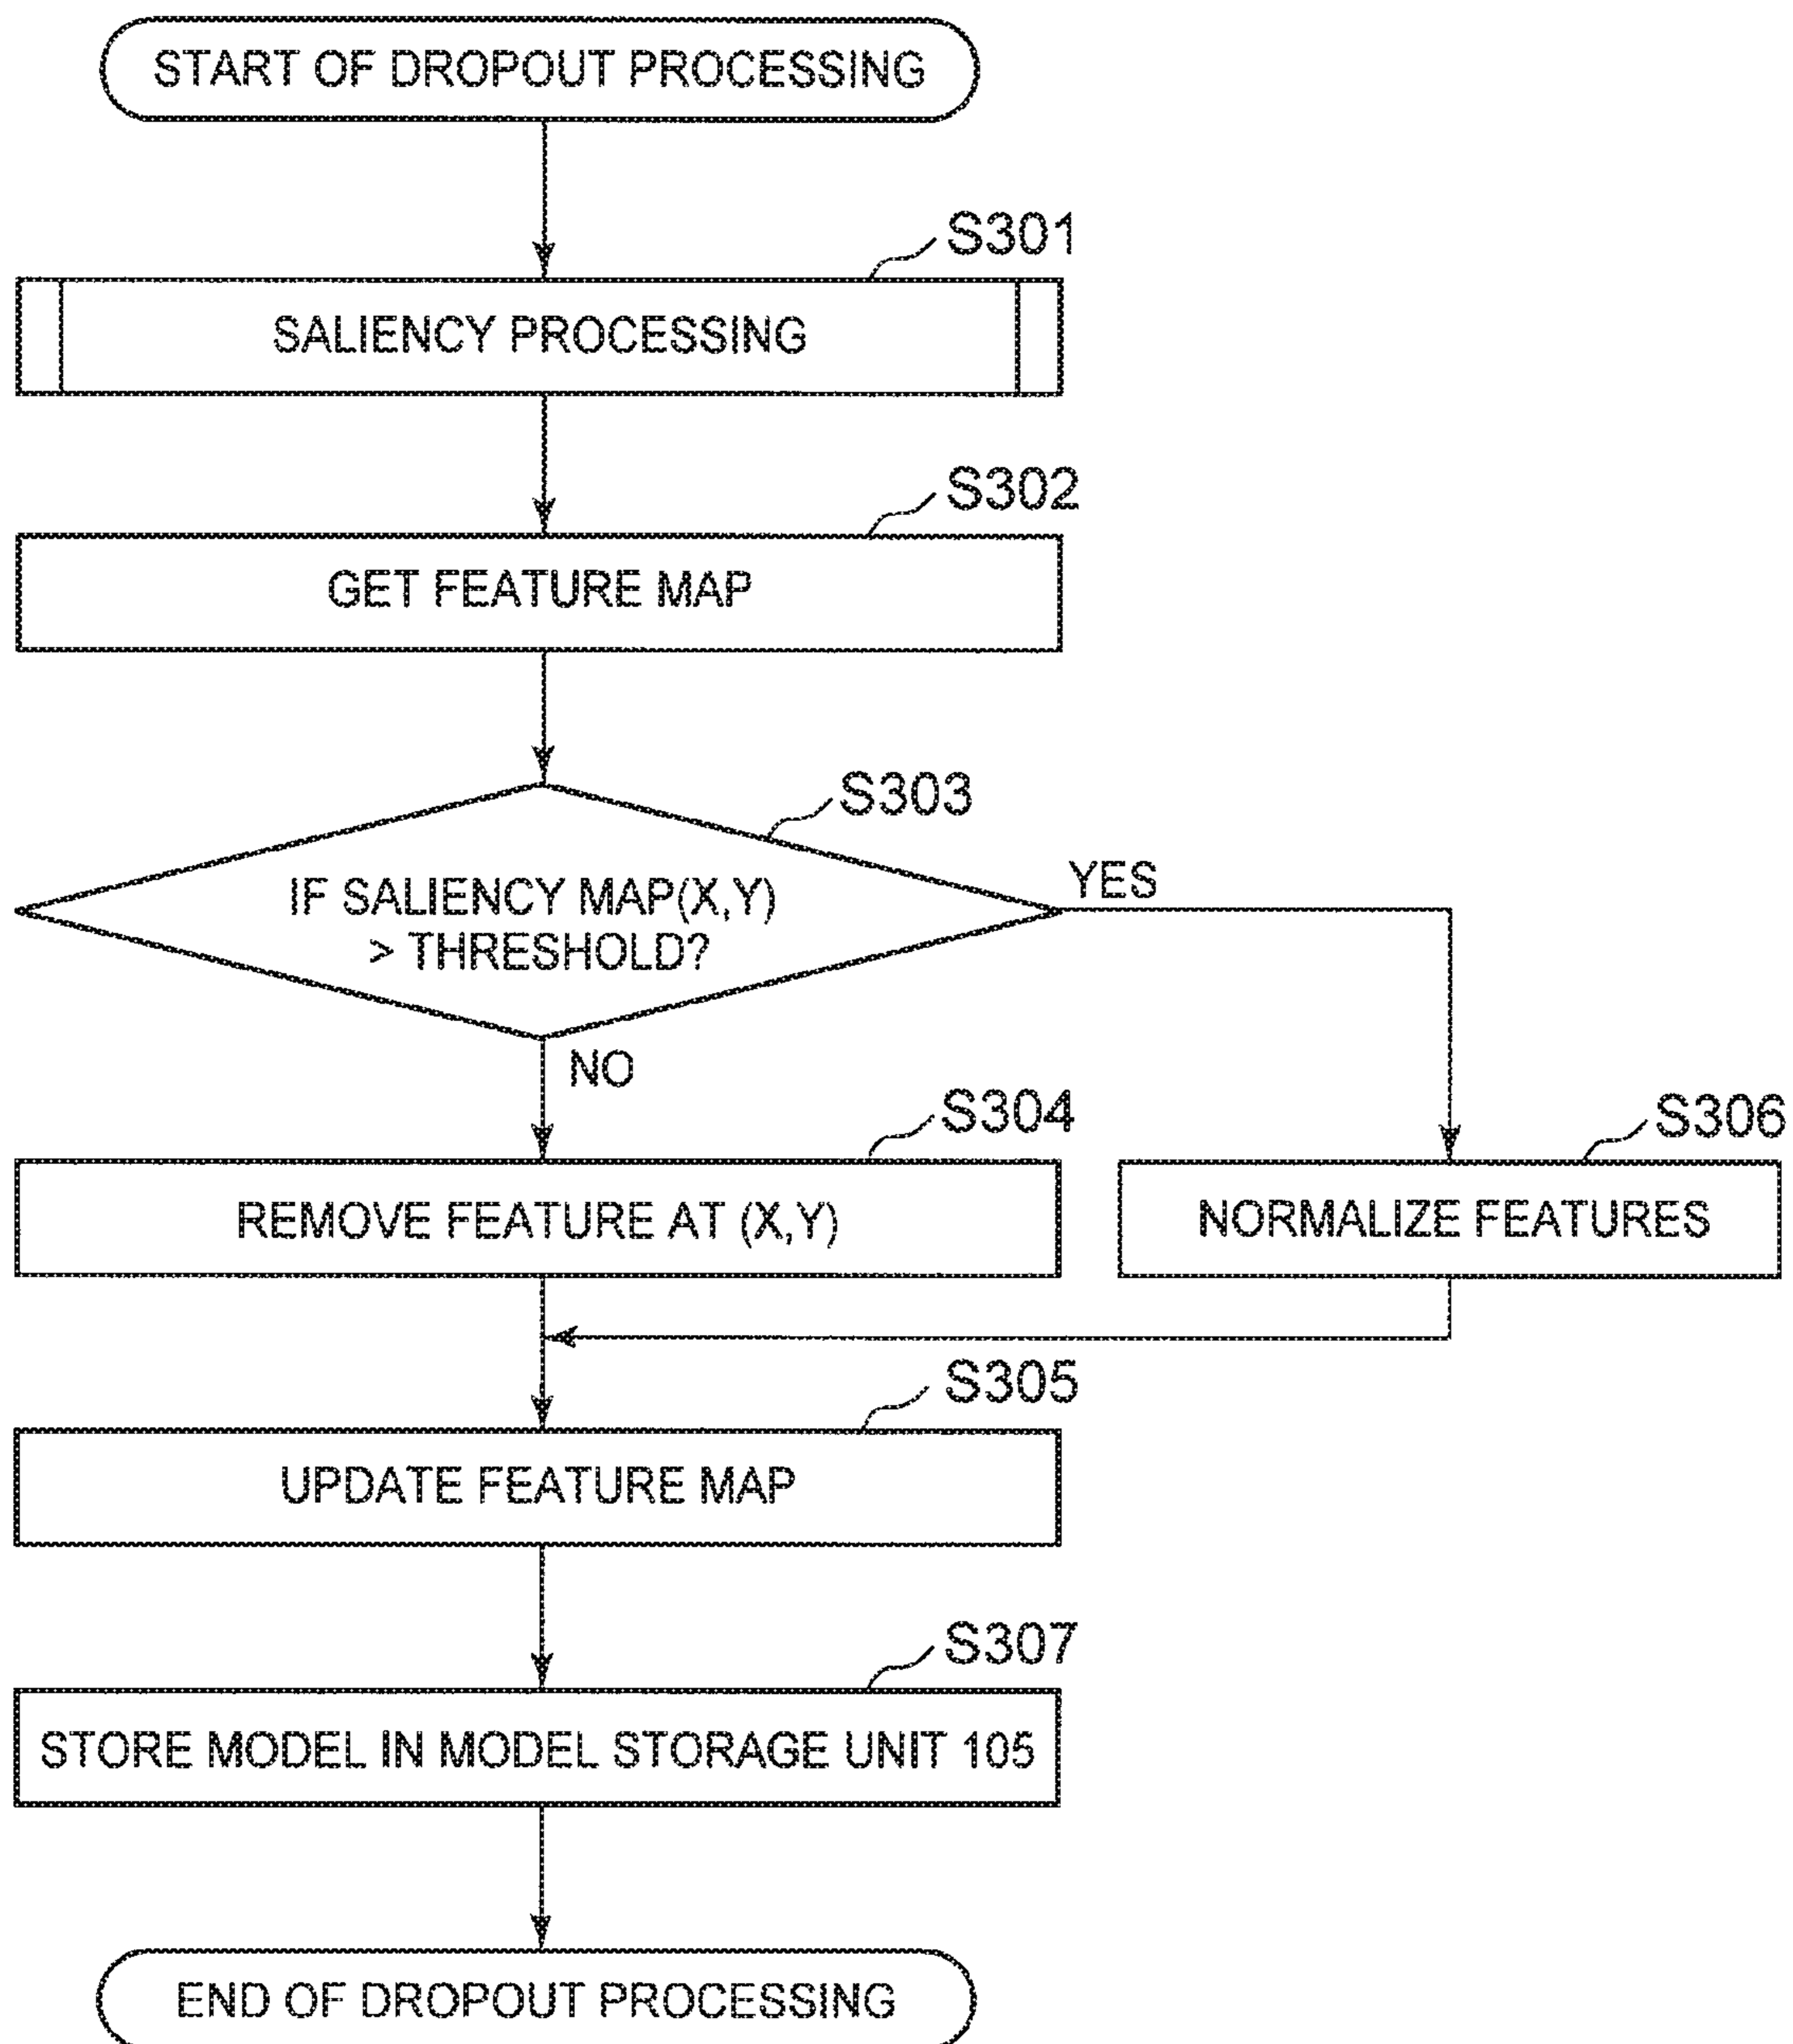 START OF DROPOUT PROCESSING
S301
SALIENCY PROCESSING
S302
GET FEATURE MAP
S303
IF SALIENCY MAP(X,Y)
> THRESHOLD?
YES
NO
S304
REMOVE FEATURE AT (X,Y)
S306
NORMALIZE FEATURES
S305
UPDATE FEATURE MAP
S307
STORE MODEL IN MODEL STORAGE UNIT 105
END OF DROPOUT PROCESSING